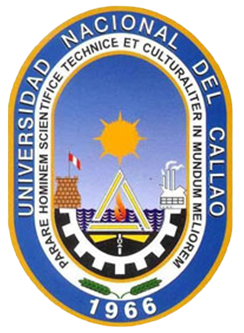 UNIVERSIDAD NACIONAL DEL CALLAO
PARARE HOMINEM SCIENTIFICE TECHNICE ET CULTURALITER IN MUNDUM MELIOREM
1966